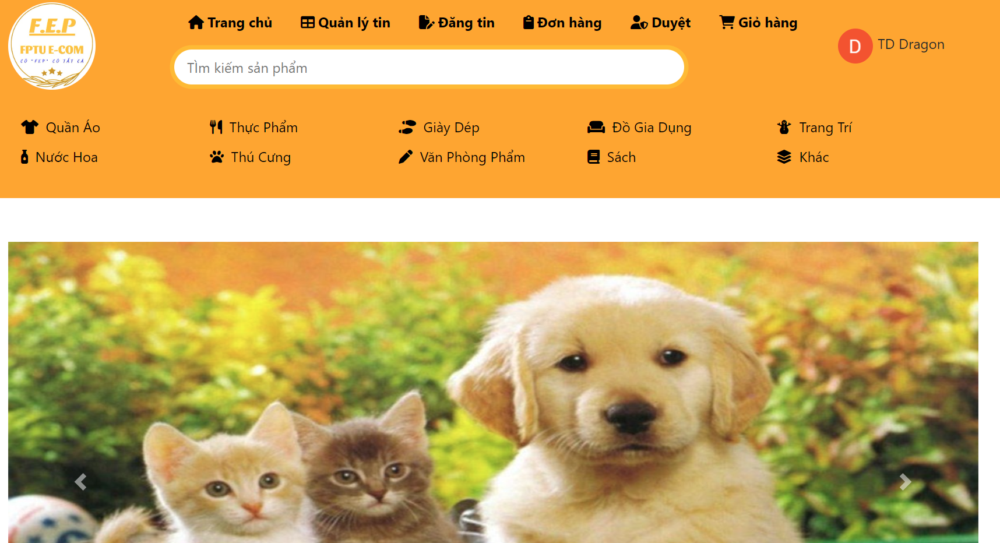 F.E.P
FPTU E-COM
CÓ "FEP" CÓ TẤT CẢ
Trang chủ Quản lý tin Đăng tin Đơn hàng Duyệt Giỏ hàng
TÌm kiếm sản phẩm
D TD Dragon
Quần Áo Thực Phẩm Giày Dép Đồ Gia Dụng Trang Trí
Nước Hoa Thú Cưng Văn Phòng Phẩm Sách Khác